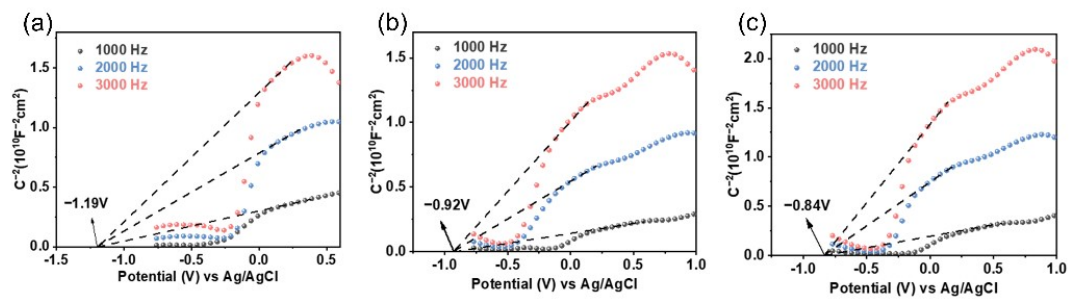 (a)
1000 Hz
2000 Hz
3000 Hz
C⁻²(10¹⁰F⁻²cm²)
1.5
1.0
0.5
0.0
−1.19V
-1.5
-1.0
-0.5
0.0
0.5
Potential (V) vs Ag/AgCl
(b)
1000 Hz
2000 Hz
3000 Hz
C⁻²(10¹⁰F⁻²cm²)
1.5
1.0
0.5
0.0
−0.92V
-1.0
-0.5
0.0
0.5
1.0
Potential (V) vs Ag/AgCl
(c)
1000 Hz
2000 Hz
3000 Hz
C⁻²(10¹⁰F⁻²cm²)
2.0
1.5
1.0
0.5
0.0
−0.84V
-1.0
-0.5
0.0
0.5
1.0
Potential (V) vs Ag/AgCl